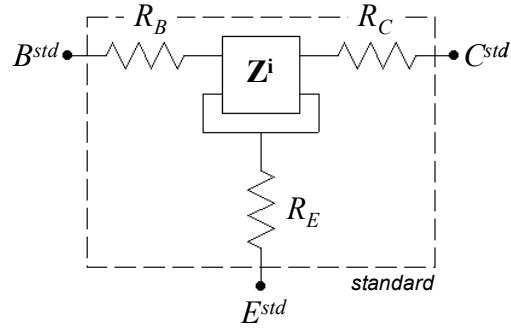 R_B
R_C
B^std
Z^i
C^std
R_E
standard
E^std